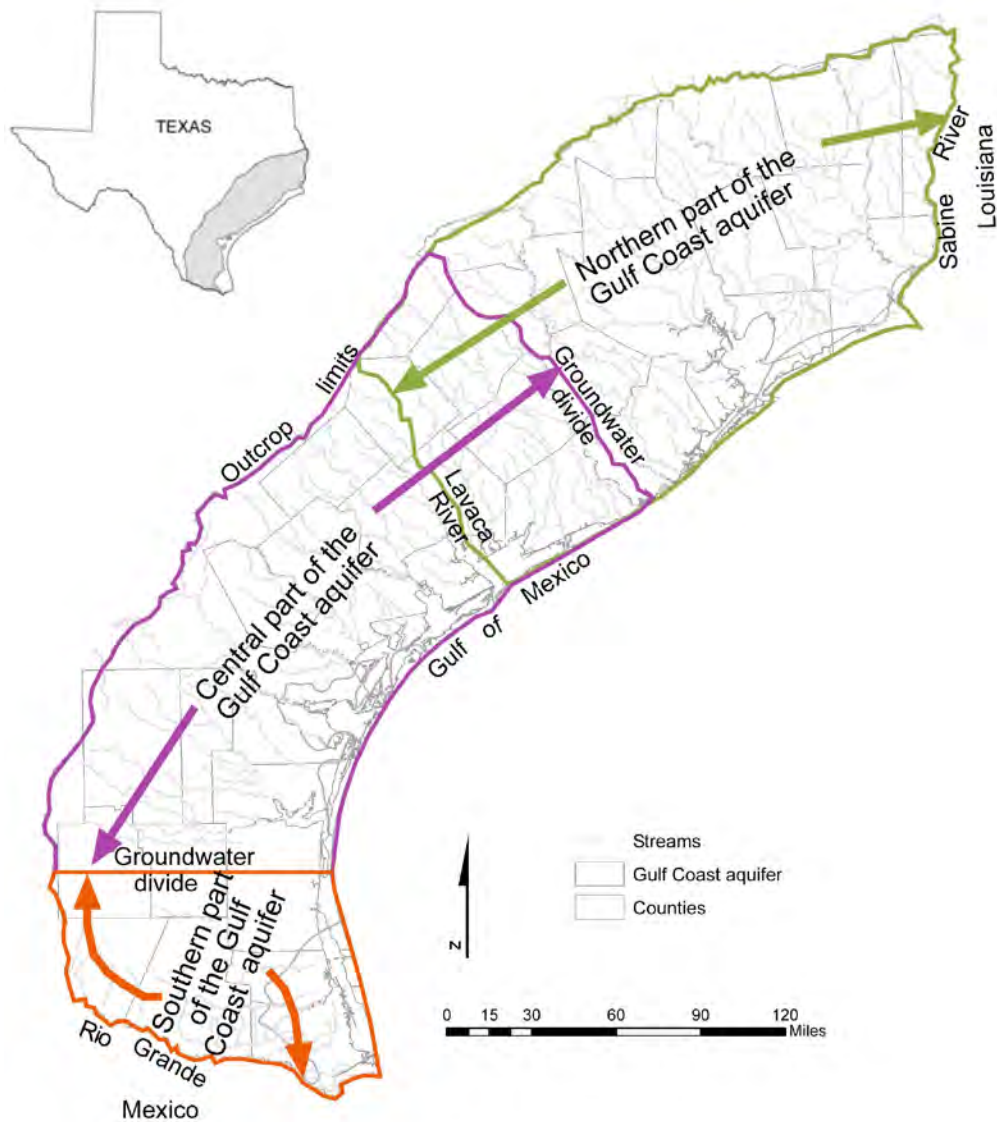 TEXAS
Northern part of the
Gulf Coast aquifer
Sabine
River
Louisiana
Outcrop
limits
Groundwater
divide
Lavaca
River
Central part of the
Gulf Coast aquifer
Gulf of Mexico
Groundwater
divide
Southern part
of the Gulf
Coast aquifer
Rio Grande
Mexico
Streams
Gulf Coast aquifer
Counties
N
0 15 30 60 90 120
Miles